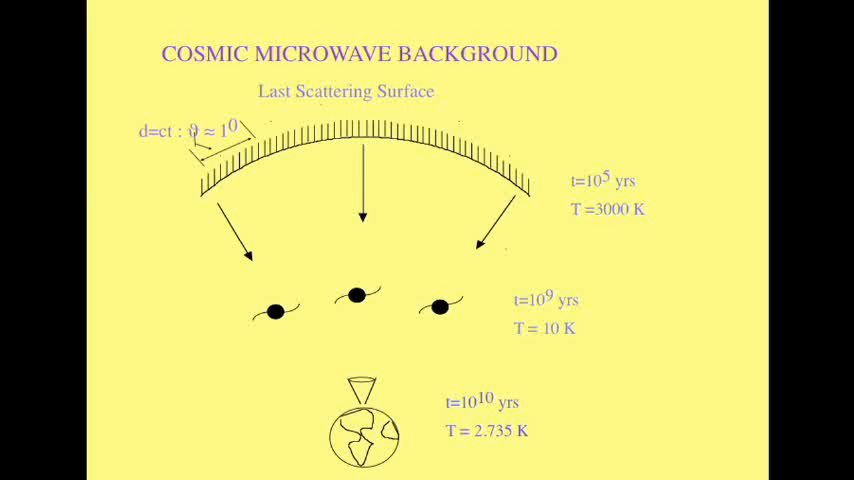 COSMIC MICROWAVE BACKGROUND
Last Scattering Surface
d=ct : ϑ ≈ 1⁰
t=10⁵ yrs
T =3000 K
t=10⁹ yrs
T = 10 K
t=10¹⁰ yrs
T = 2.735 K